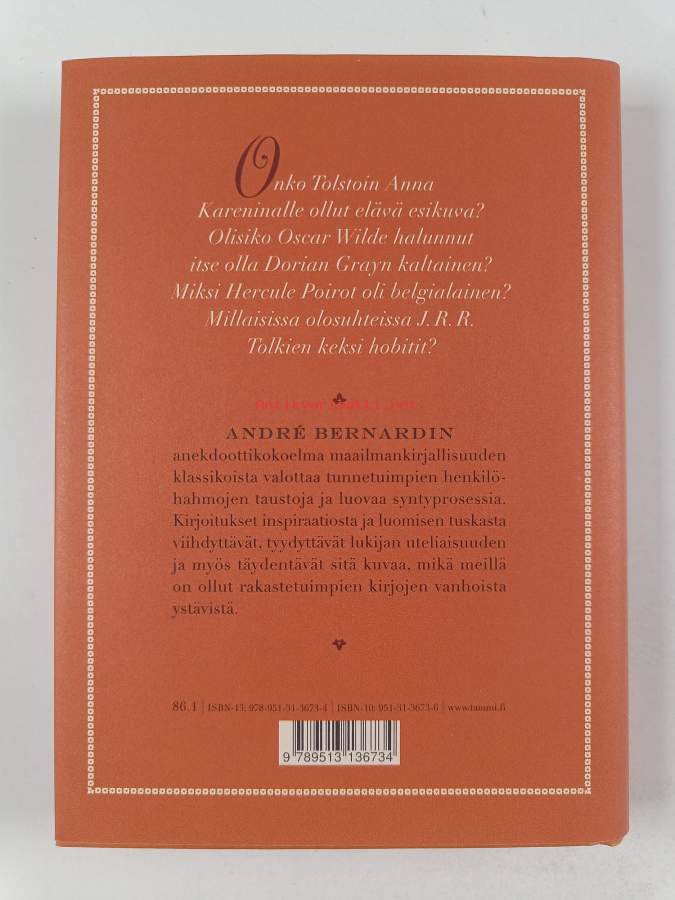 Onko Tolstoin Anna
Kareninalle ollut elävä esikuva?
Olisiko Oscar Wilde halunnut
itse olla Dorian Grayn kaltainen?
Miksi Hercule Poirot oli belgialainen?
Millaisissa olosuhteissa J. R. R.
Tolkien keksi hobitit?
ANDRÉ BERNARDIN
anekdoottikokoelma maailmankirjallisuuden
klassikoista valottaa tunnetuimpien henkilö-
hahmojen taustoja ja luovaa syntyprosessia.
Kirjoitukset inspiraatiosta ja luomisen tuskasta
viihdyttävät, tyydyttävät lukijan uteliaisuuden
ja myös täydentävät sitä kuvaa, mikä meillä
on ollut rakastetuimpien kirjojen vanhoista
ystävistä.
86.1 | ISBN-13: 978-951-31-3673-4 | ISBN-10: 951-31-3673-6 | www.tammi.fi
9 789513 136734